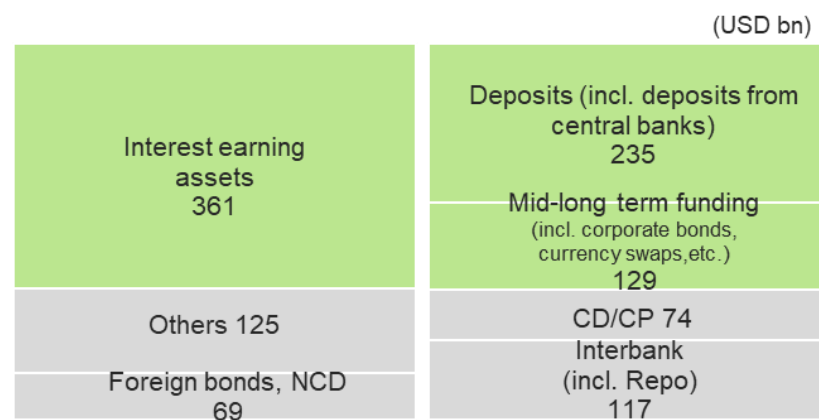 (USD bn)
Interest earning
assets
361
Others 125
Foreign bonds, NCD
69
Deposits (incl. deposits from
central banks)
235
Mid-long term funding
(incl. corporate bonds,
currency swaps,etc.)
129
CD/CP 74
Interbank
(incl. Repo)
117